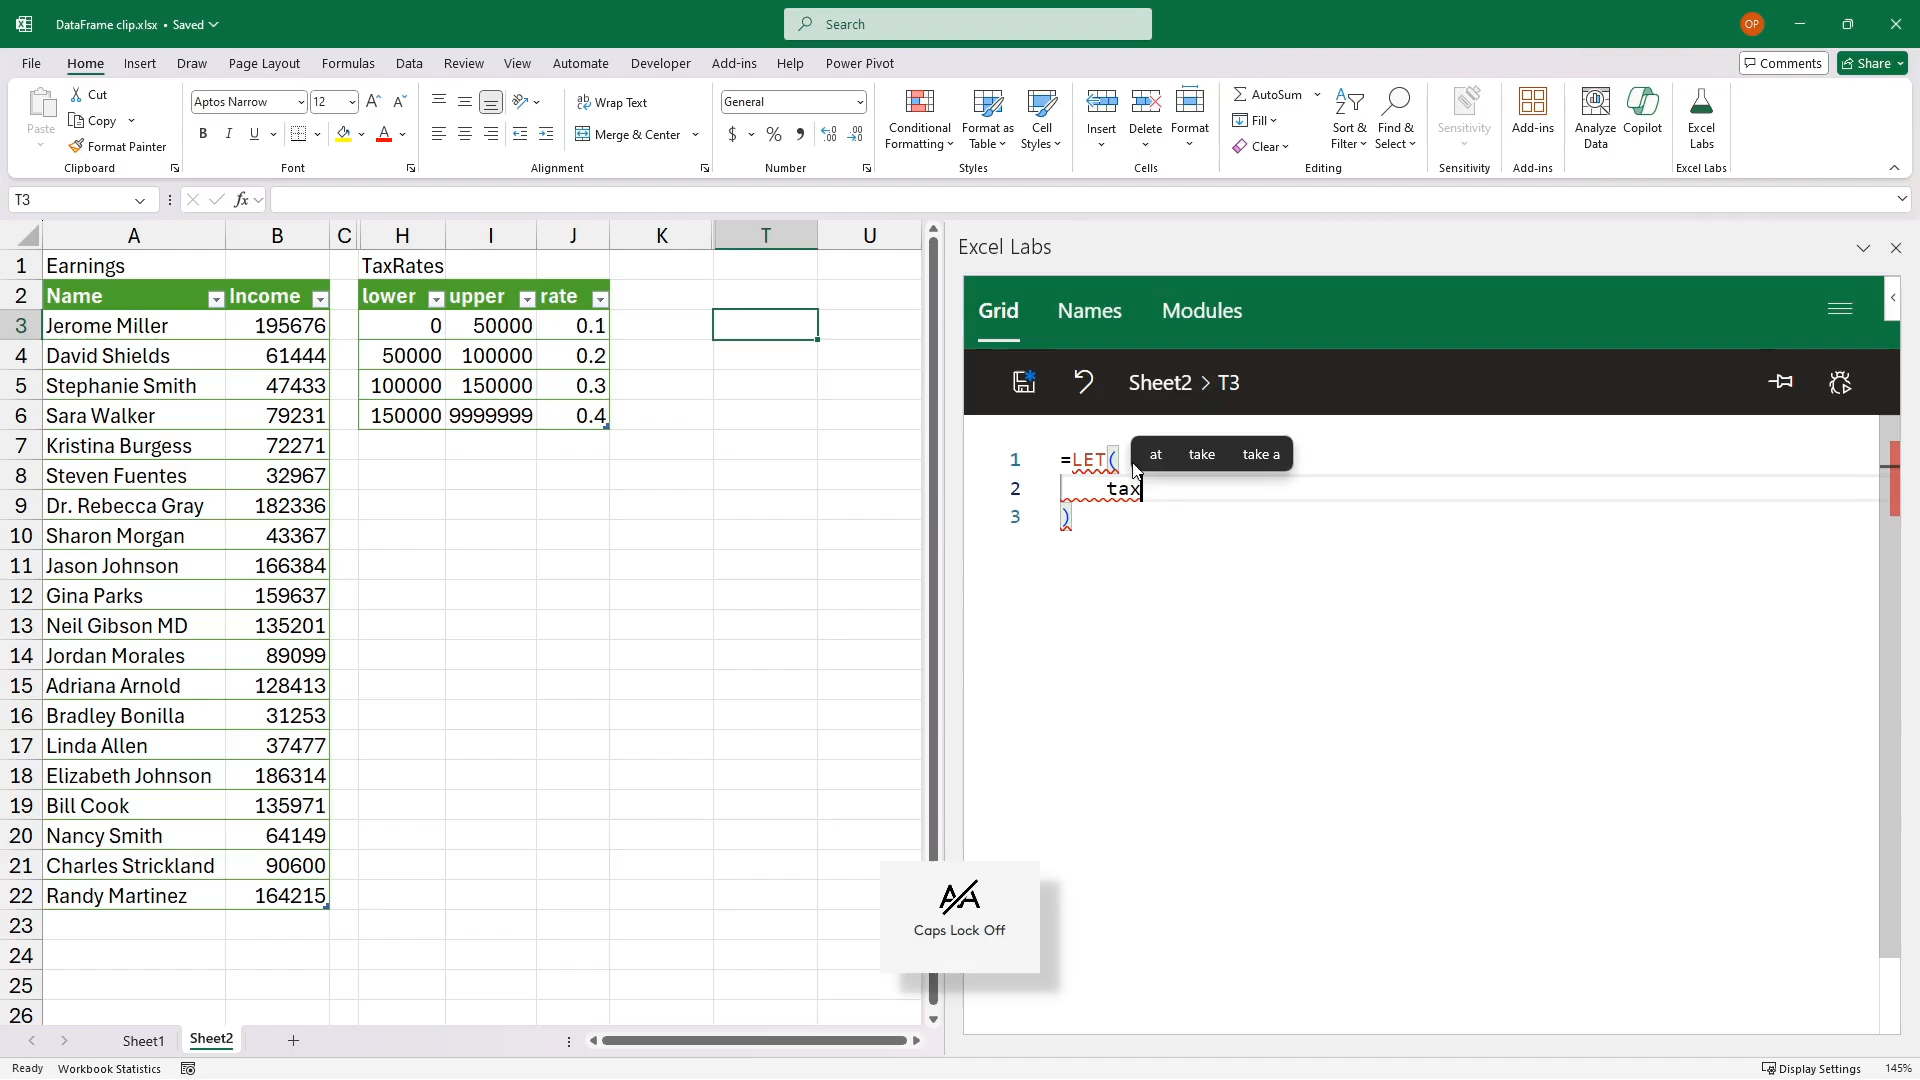 DataFrame clip.xlsx • Saved
Search
OP
File Home Insert Draw Page Layout Formulas Data Review View Automate Developer Add-ins Help Power Pivot
Comments Share
Paste Cut Copy Format Painter
Clipboard
Aptos Narrow 12
B I U
Font
Wrap Text
Merge & Center
Alignment
General
$ % ,
Number
Conditional Formatting
Format as Table
Cell Styles
Styles
Insert Delete Format
Cells
AutoSum
Fill
Clear
Sort & Filter
Find & Select
Editing
Sensitivity
Sensitivity
Add-ins
Add-ins
Analyze Data
Copilot
Excel Labs
Excel Labs
T3 fx
A B C H I J K T U
1 Earnings TaxRates
2 Name Income lower upper rate
3 Jerome Miller 195676 0 50000 0.1
4 David Shields 61444 50000 100000 0.2
5 Stephanie Smith 47433 100000 150000 0.3
6 Sara Walker 79231 150000 9999999 0.4
7 Kristina Burgess 72271
8 Steven Fuentes 32967
9 Dr. Rebecca Gray 182336
10 Sharon Morgan 43367
11 Jason Johnson 166384
12 Gina Parks 159637
13 Neil Gibson MD 135201
14 Jordan Morales 89099
15 Adriana Arnold 128413
16 Bradley Bonilla 31253
17 Linda Allen 37477
18 Elizabeth Johnson 186314
19 Bill Cook 135971
20 Nancy Smith 64149
21 Charles Strickland 90600
22 Randy Martinez 164215
23
24
25
26
Excel Labs
Grid Names Modules
Sheet2 > T3
1 =LET(
at take take a
2 tax
3 )
Caps Lock Off
Sheet1 Sheet2
Ready Workbook Statistics
Display Settings 145%